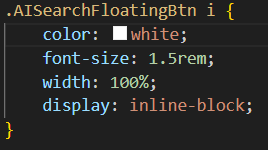 .AISearchFloatingBtn i {
    color: white;
    font-size: 1.5rem;
    width: 100%;
    display: inline-block;
}